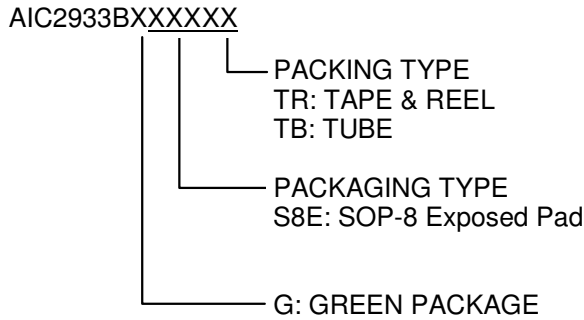 AIC2933BXXXXXX
PACKING TYPE
TR: TAPE & REEL
TB: TUBE
PACKAGING TYPE
S8E: SOP-8 Exposed Pad
G: GREEN PACKAGE